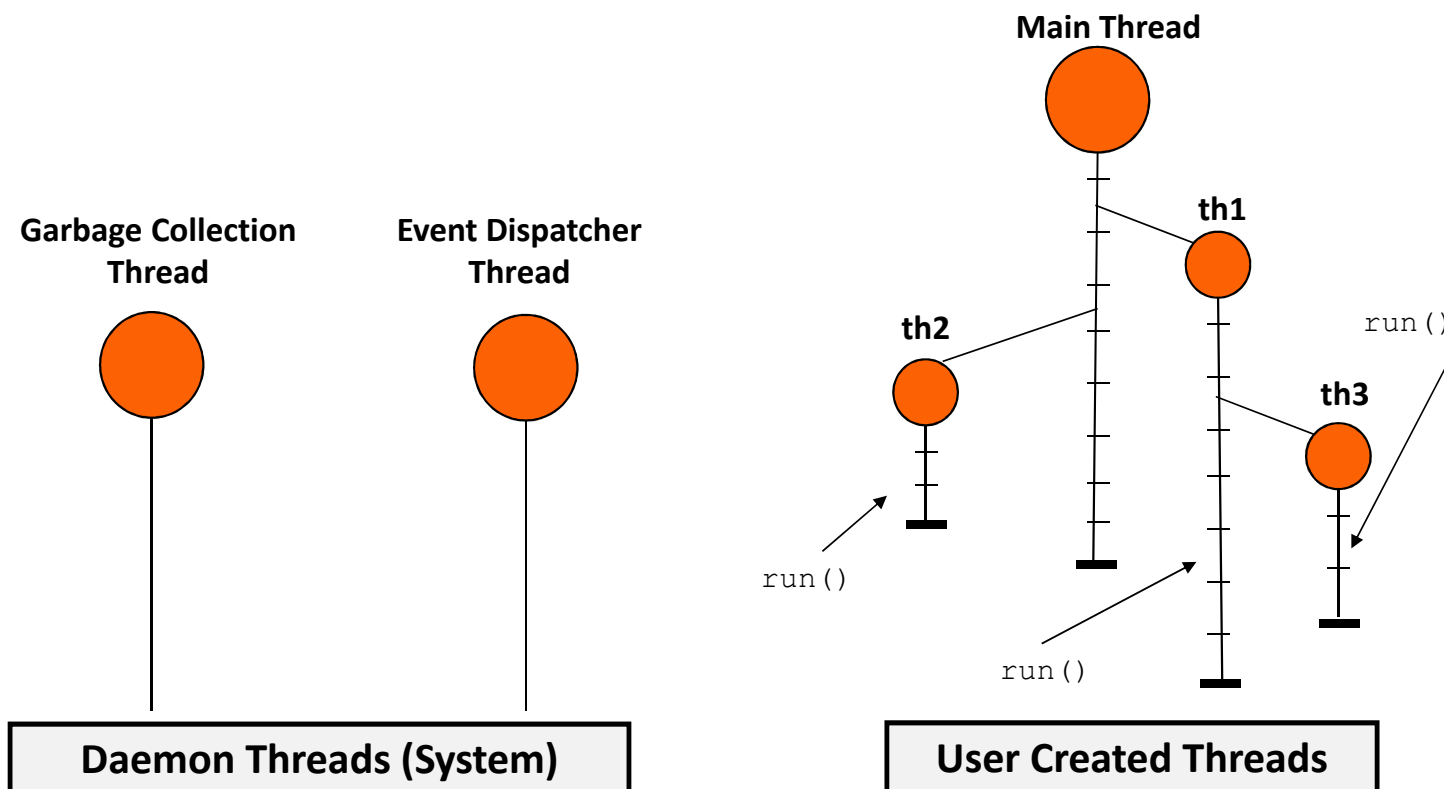 Main Thread
Garbage Collection
Thread
Event Dispatcher
Thread
th1
th2
run()
th3
run()
run()
Daemon Threads (System)
User Created Threads